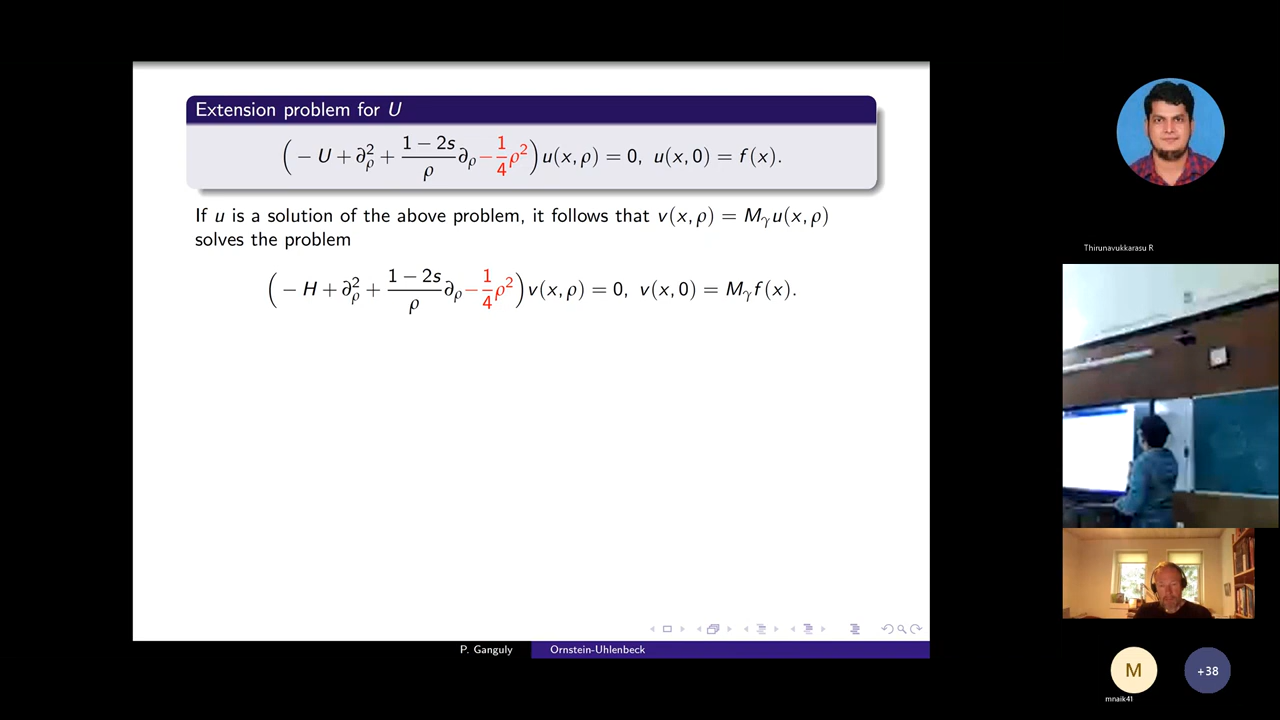 Extension problem for U
( − U + ∂²_ρ + (1 − 2s)/ρ ∂_ρ − 1/4 ρ² ) u(x, ρ) = 0, u(x, 0) = f(x).
If u is a solution of the above problem, it follows that v(x, ρ) = M_γ u(x, ρ)
solves the problem
( − H + ∂²_ρ + (1 − 2s)/ρ ∂_ρ − 1/4 ρ² ) v(x, ρ) = 0, v(x, 0) = M_γ f(x).
P. Ganguly Ornstein-Uhlenbeck
Thirunavukkarasu R
M
+38
mnaik41